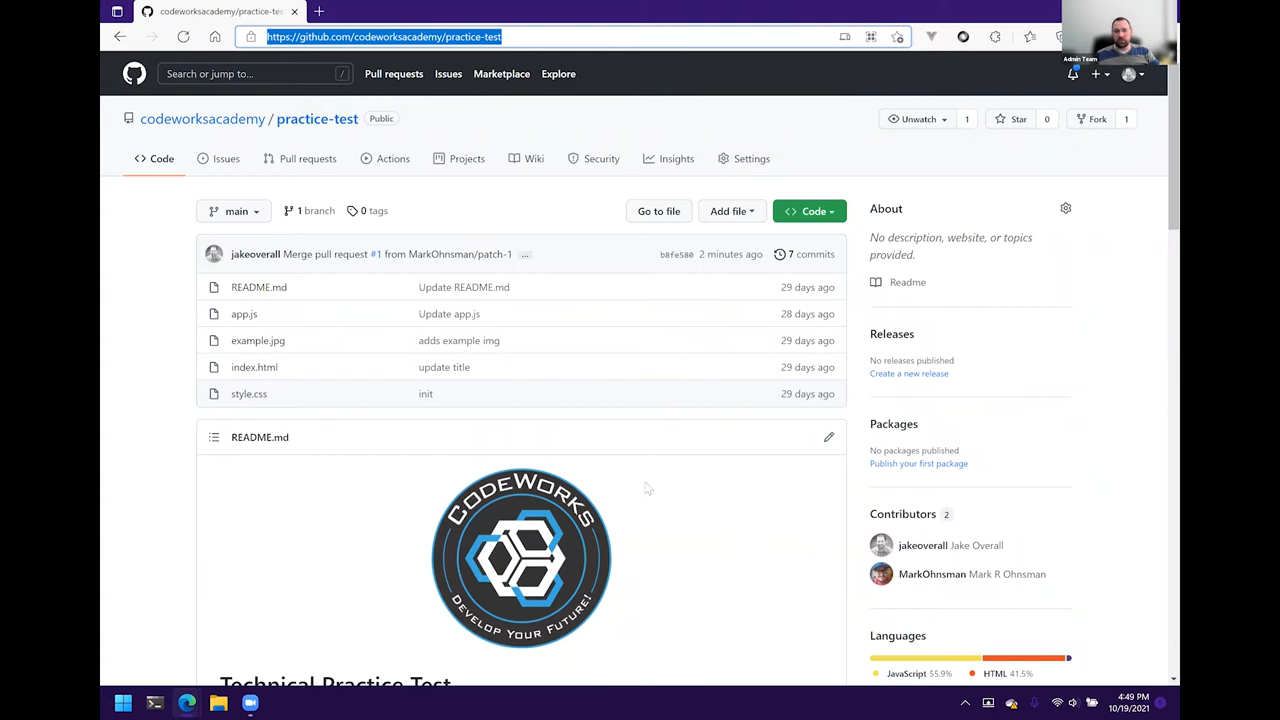 codeworksacademy/practice-tes
https://github.com/codeworksacademy/practice-test
Admin Team
Search or jump to...
/
Pull requests
Issues
Marketplace
Explore
codeworksacademy / practice-test
Public
Unwatch
1
Star
0
Fork
1
<> Code
Issues
Pull requests
Actions
Projects
Wiki
Security
Insights
Settings
main
1 branch
0 tags
Go to file
Add file
<> Code
About
No description, website, or topics
provided.
Readme
jakeoverall Merge pull request #1 from MarkOhnsman/patch-1 ...
b8fe580 2 minutes ago
7 commits
README.md Update README.md 29 days ago
app.js Update app.js 28 days ago
example.jpg adds example img 29 days ago
index.html update title 29 days ago
style.css init 29 days ago
Releases
No releases published
Create a new release
Packages
No packages published
Publish your first package
README.md
CODEWORKS
DEVELOP YOUR FUTURE!
Technical Practice Test
Contributors 2
jakeoverall Jake Overall
MarkOhnsman Mark R Ohnsman
Languages
JavaScript 55.9%
HTML 41.5%
4:49 PM
10/19/2021